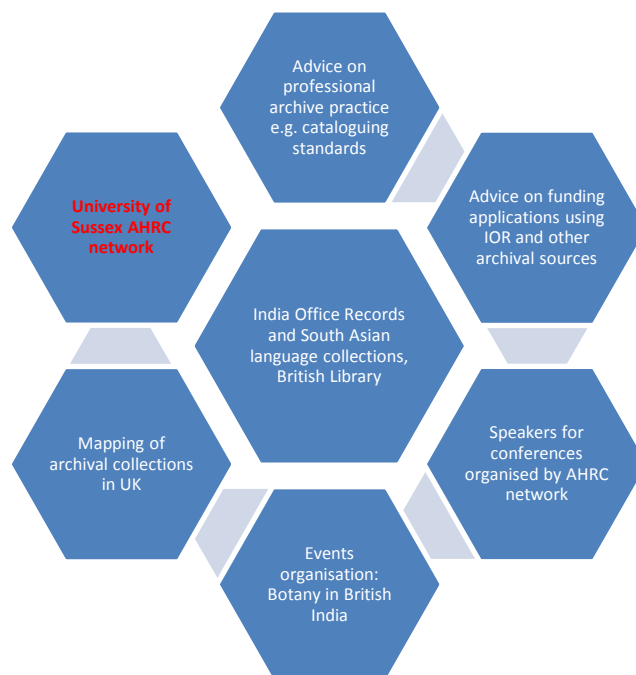 Advice on
professional
archive practice
e.g. cataloguing
standards
University of
Sussex AHRC
network
Advice on funding
applications using
IOR and other
archival sources
India Office Records
and South Asian
language collections,
British Library
Mapping of
archival collections
in UK
Speakers for
conferences
organised by AHRC
network
Events
organisation:
Botany in British
India